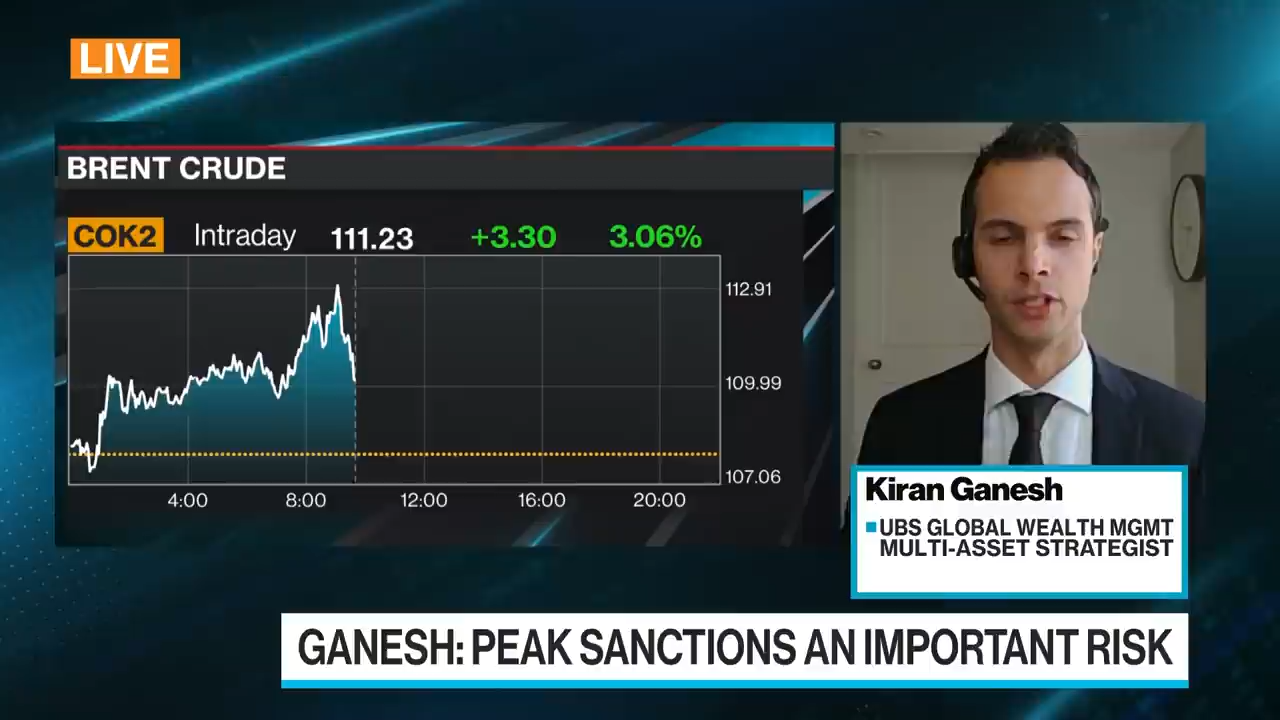 LIVE
BRENT CRUDE
COK2 Intraday 111.23 +3.30 3.06%
112.91
109.99
107.06
4:00 8:00 12:00 16:00 20:00
Kiran Ganesh
UBS GLOBAL WEALTH MGMT
MULTI-ASSET STRATEGIST
GANESH: PEAK SANCTIONS AN IMPORTANT RISK